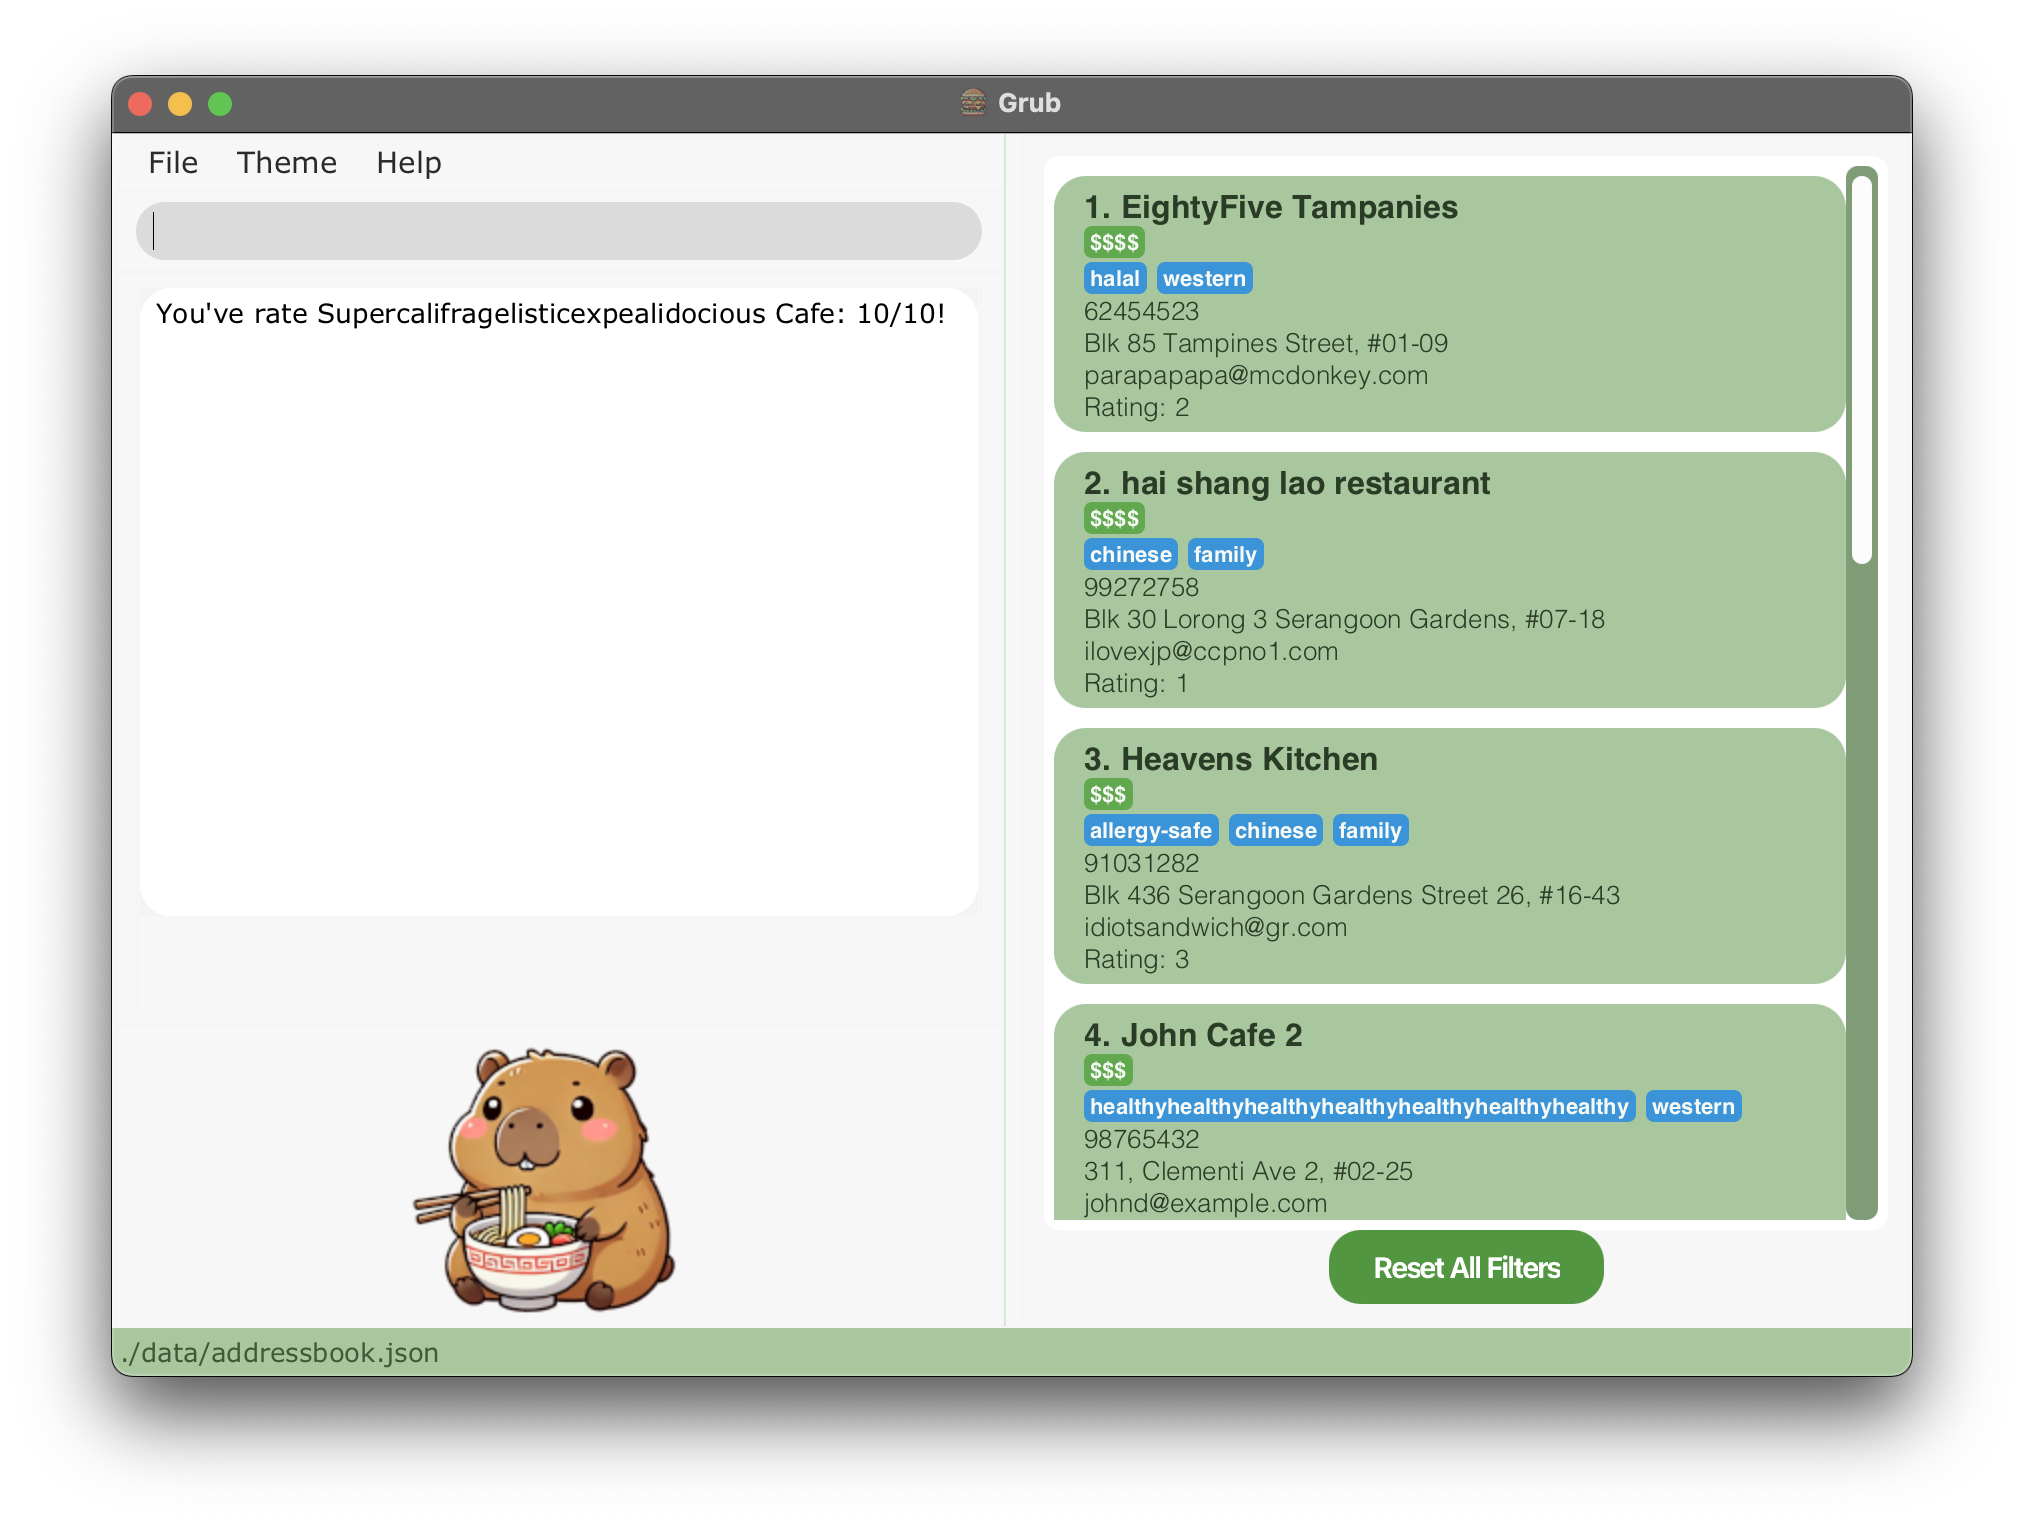 Grub
File Theme Help
You've rate Supercalifragelisticexpealidocious Cafe: 10/10!
1. EightyFive Tampanies
$$$$
halal western
62454523
Blk 85 Tampines Street, #01-09
parapapapa@mcdonkey.com
Rating: 2
2. hai shang lao restaurant
$$$$
chinese family
99272758
Blk 30 Lorong 3 Serangoon Gardens, #07-18
ilovexjp@ccpno1.com
Rating: 1
3. Heavens Kitchen
$$$
allergy-safe chinese family
91031282
Blk 436 Serangoon Gardens Street 26, #16-43
idiotsandwich@gr.com
Rating: 3
4. John Cafe 2
$$$
healthyhealthyhealthyhealthyhealthyhealthyhealthy western
98765432
311, Clementi Ave 2, #02-25
johnd@example.com
Reset All Filters
./data/addressbook.json